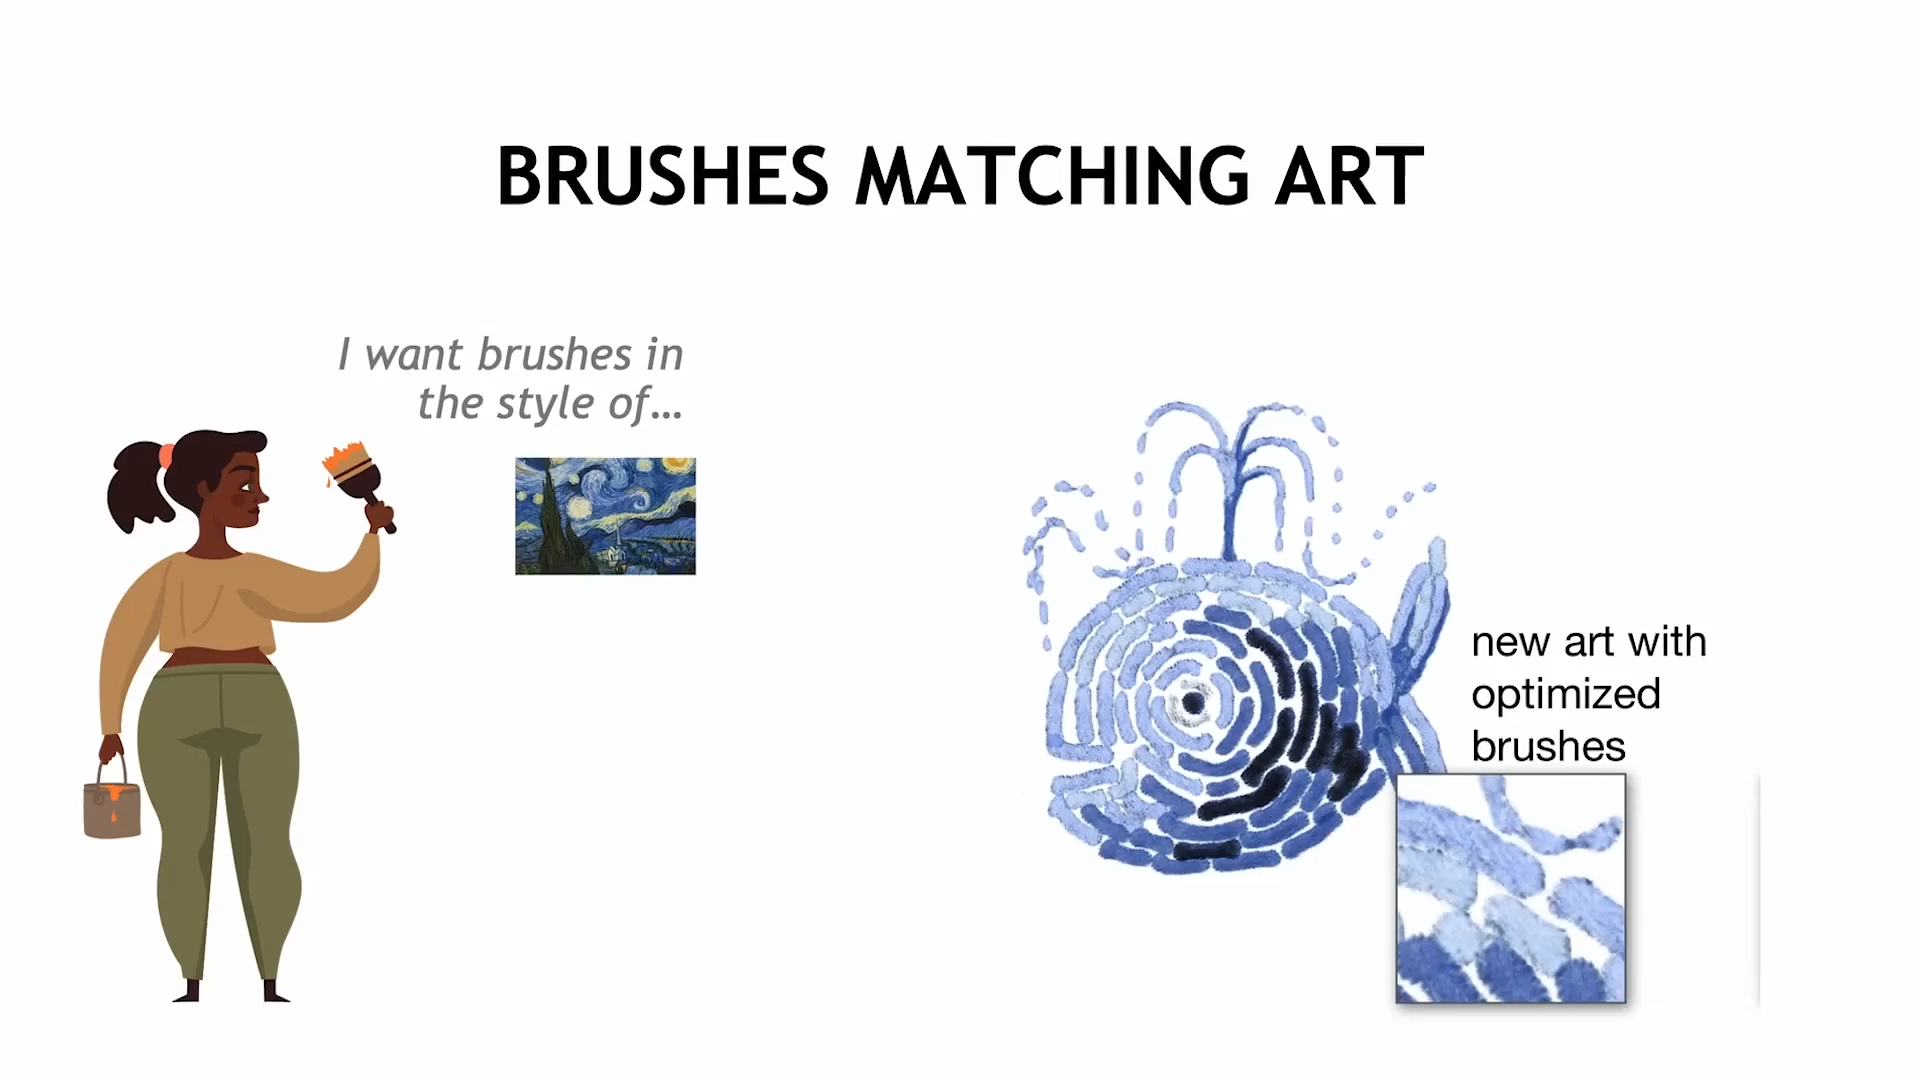 BRUSHES MATCHING ART
I want brushes in
the style of...
new art with
optimized
brushes